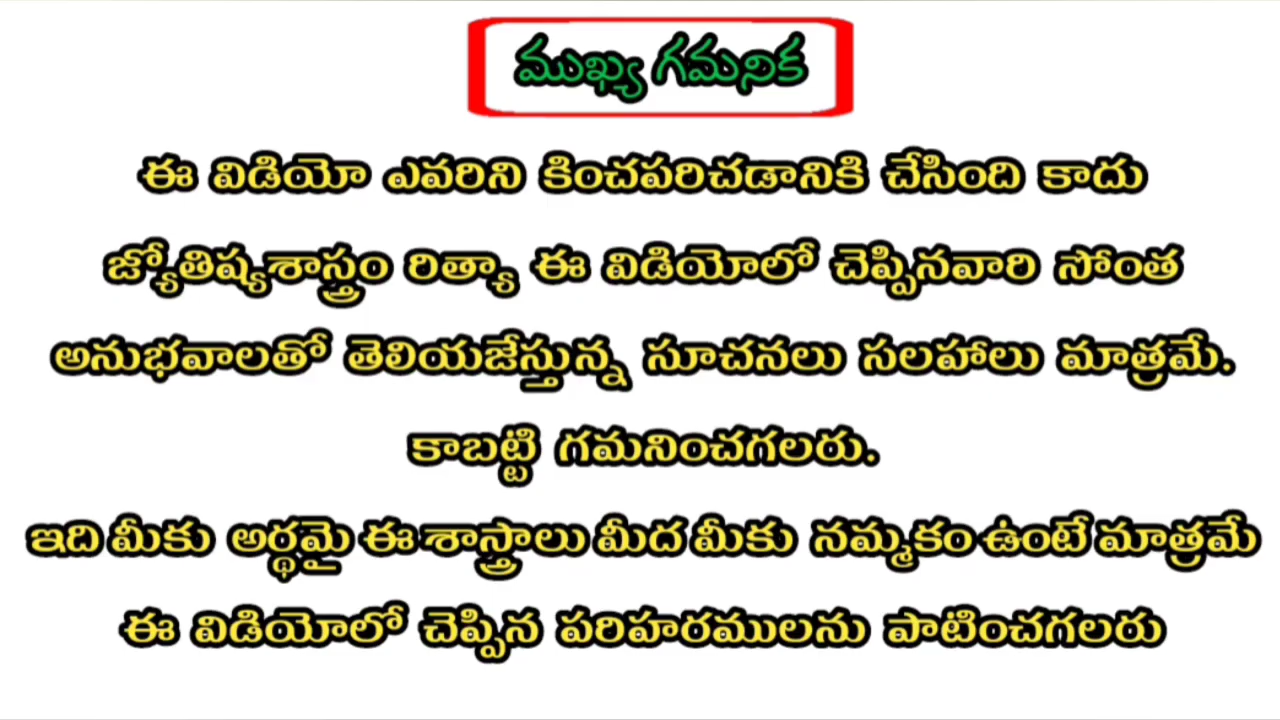 ముఖ్య గమనిక
ఈ విడియో ఎవరిని కించపరిచడానికి చేసింది కాదు
జ్యోతిష్యశాస్త్రం రిత్యా ఈ విడియోలో చెప్పినవారి సోంత
అనుభవాలతో తెలియజేస్తున్న సూచనలు సలహాలు మాత్రమే.
కాబట్టి గమనించగలరు.
ఇది మీకు అర్థమై ఈ శాస్త్రాలు మీద మీకు నమ్మకం ఉంటే మాత్రమే
ఈ విడియోలో చెప్పిన పరిహరములను పాటించగలరు